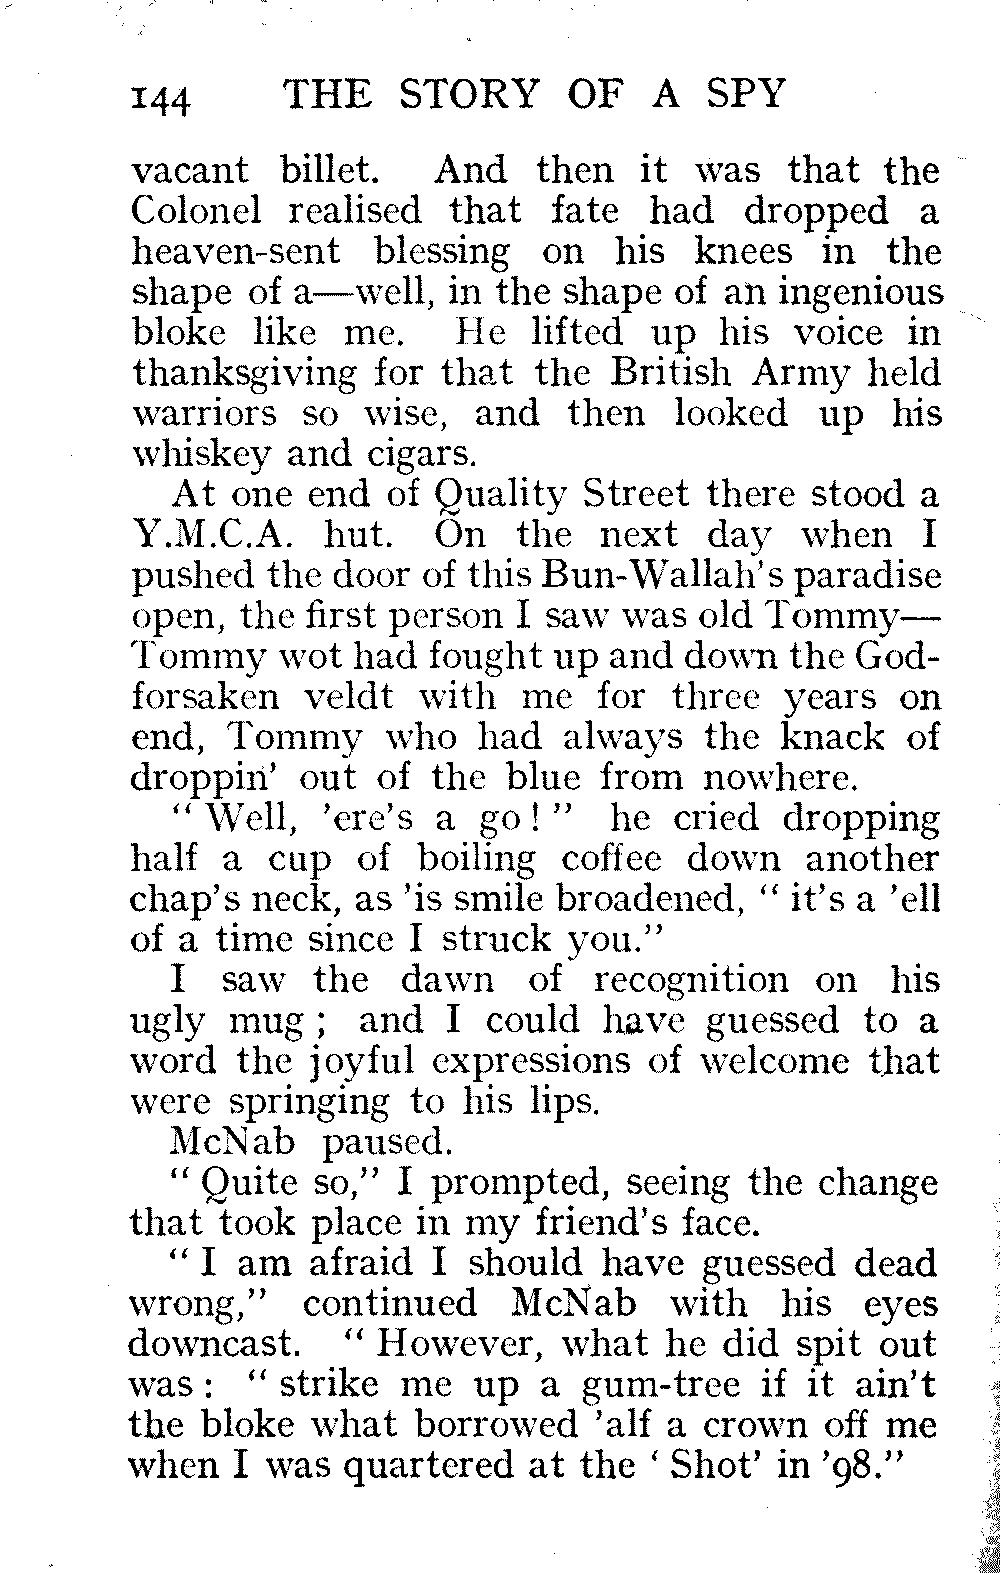 144 THE STORY OF A SPY
vacant billet. And then it was that the
Colonel realised that fate had dropped a
heaven-sent blessing on his knees in the
shape of a—well, in the shape of an ingenious
bloke like me. He lifted up his voice in
thanksgiving for that the British Army held
warriors so wise, and then looked up his
whiskey and cigars.
At one end of Quality Street there stood a
Y.M.C.A. hut. On the next day when I
pushed the door of this Bun-Wallah's paradise
open, the first person I saw was old Tommy—
Tommy wot had fought up and down the God-
forsaken veldt with me for three years on
end, Tommy who had always the knack of
droppin' out of the blue from nowhere.
“ Well, 'ere's a go ! ” he cried dropping
half a cup of boiling coffee down another
chap's neck, as 'is smile broadened, “ it's a 'ell
of a time since I struck you.”
I saw the dawn of recognition on his
ugly mug ; and I could have guessed to a
word the joyful expressions of welcome that
were springing to his lips.
McNab paused.
“ Quite so,” I prompted, seeing the change
that took place in my friend's face.
“ I am afraid I should have guessed dead
wrong,” continued McNab with his eyes
downcast. “ However, what he did spit out
was : “ strike me up a gum-tree if it ain't
the bloke what borrowed 'alf a crown off me
when I was quartered at the ‘ Shot’ in '98.”